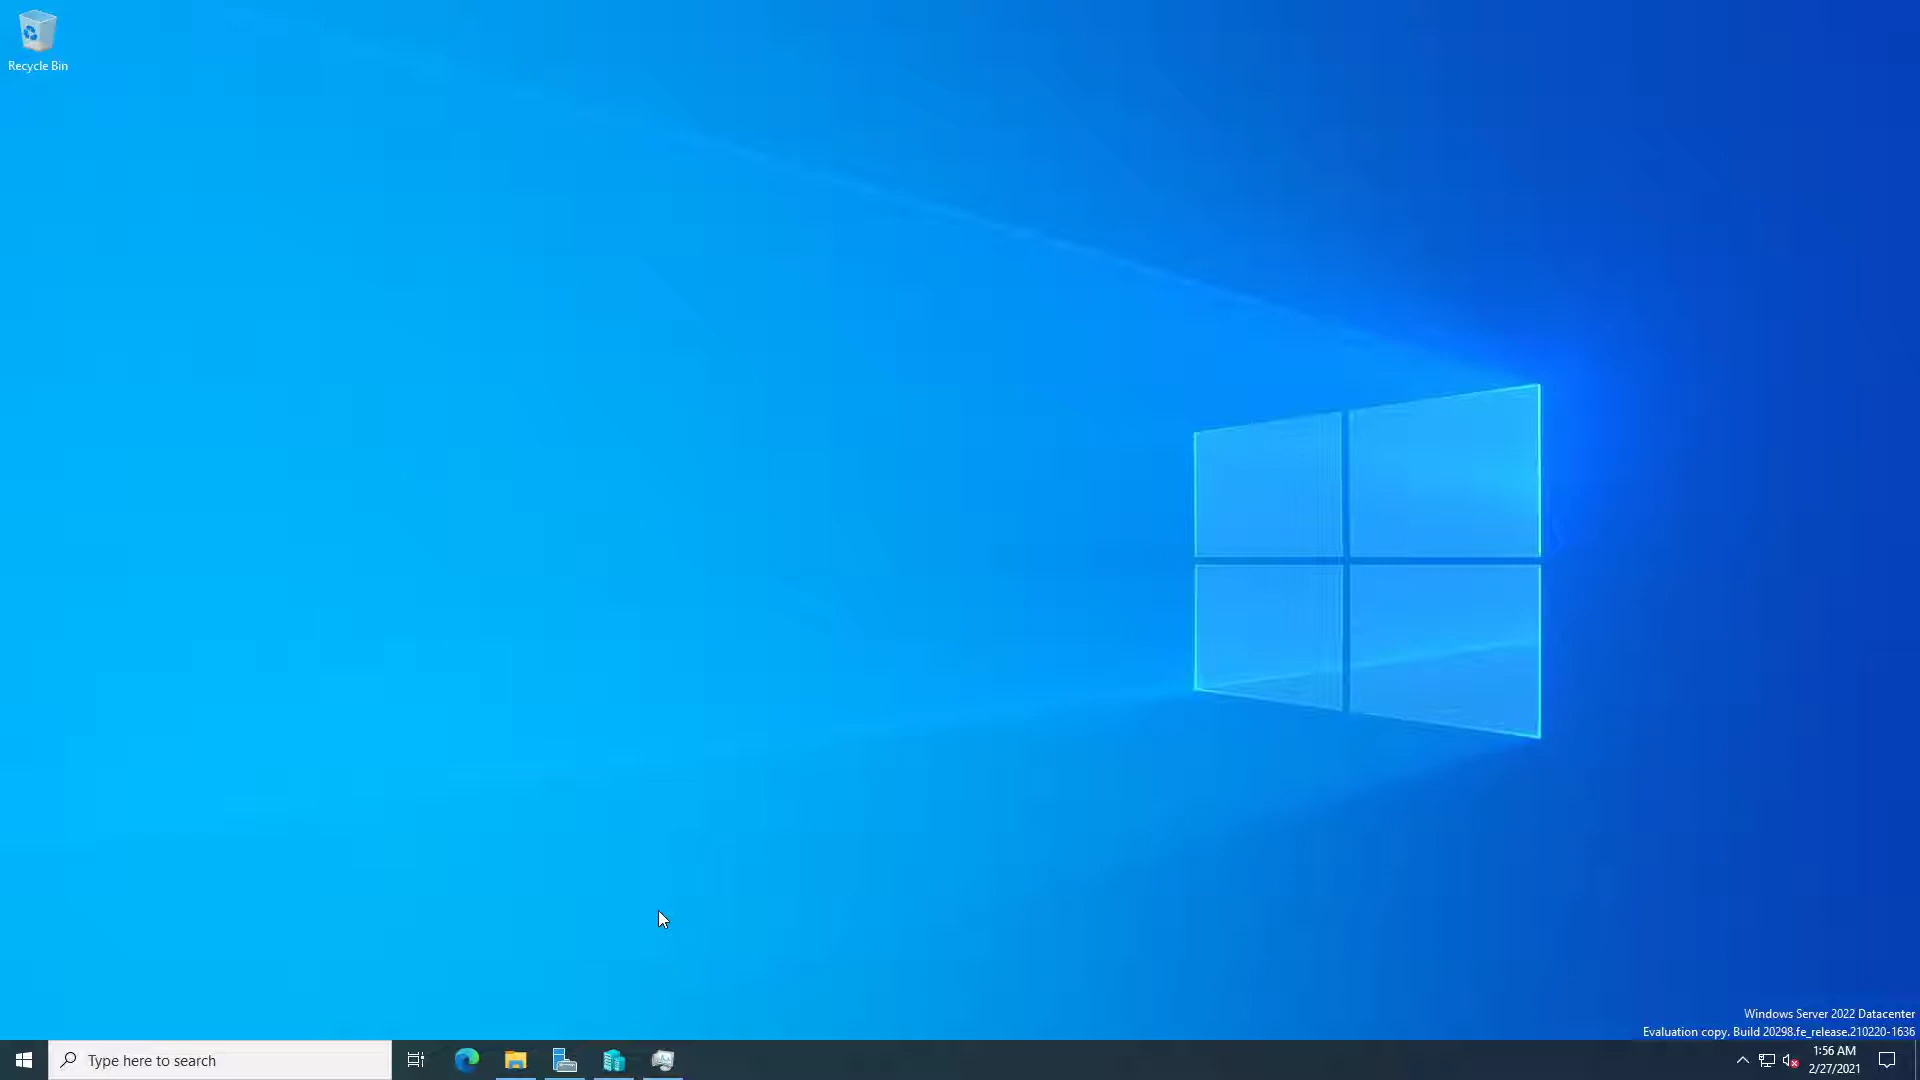 Recycle Bin
Windows Server 2022 Datacenter
Evaluation copy. Build 20298.fe_release.210220-1636
Type here to search
1:56 AM
2/27/2021